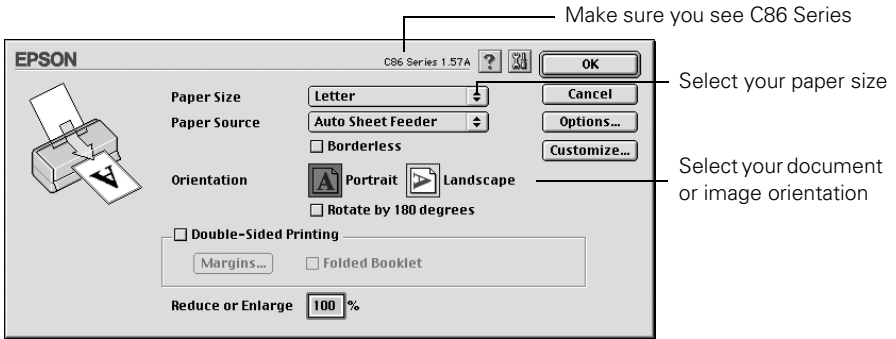 Make sure you see C86 Series
EPSON
C86 Series 1.57A
?
OK
Paper Size
Letter
Cancel
Select your paper size
Paper Source
Auto Sheet Feeder
Options...
Borderless
Customize...
Orientation
A Portrait A Landscape
Select your document
or image orientation
Rotate by 180 degrees
A
Double-Sided Printing
Margins...
Folded Booklet
Reduce or Enlarge
100 %